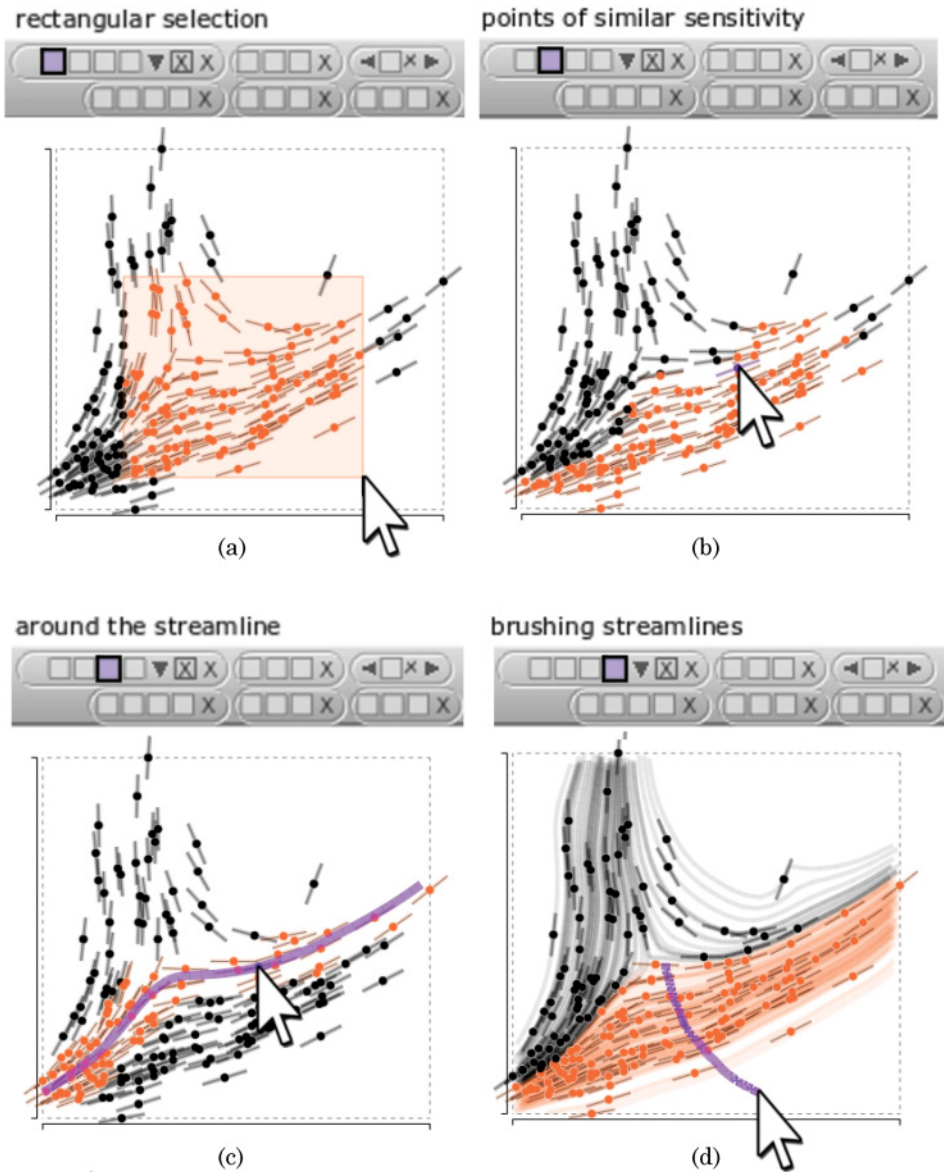 rectangular selection
points of similar sensitivity
X X X X
X X X
X X X X
X X X
(a)
(b)
around the streamline
brushing streamlines
X X X X
X X X
X X X X
X X X
(c)
(d)